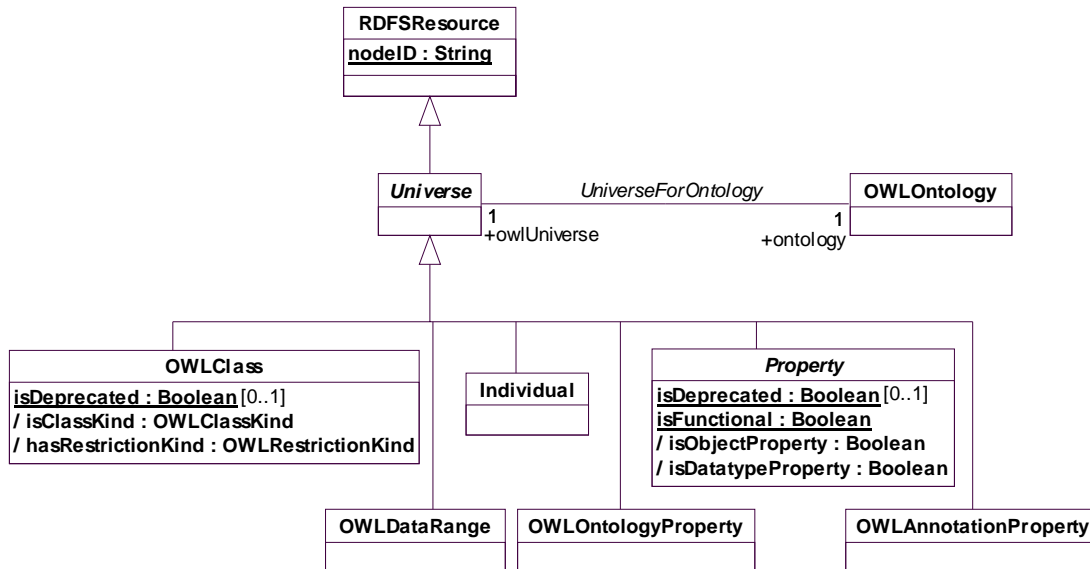 RDFSResource
nodeID : String
Universe
UniverseForOntology
OWLOntology
1
+owlUniverse
1
+ontology
OWLClass
isDeprecated : Boolean [0..1]
/ isClassKind : OWLClassKind
/ hasRestrictionKind : OWLRestrictionKind
Individual
Property
isDeprecated : Boolean [0..1]
isFunctional : Boolean
/ isObjectProperty : Boolean
/ isDatatypeProperty : Boolean
OWLDataRange
OWLOntologyProperty
OWLAnnotationProperty